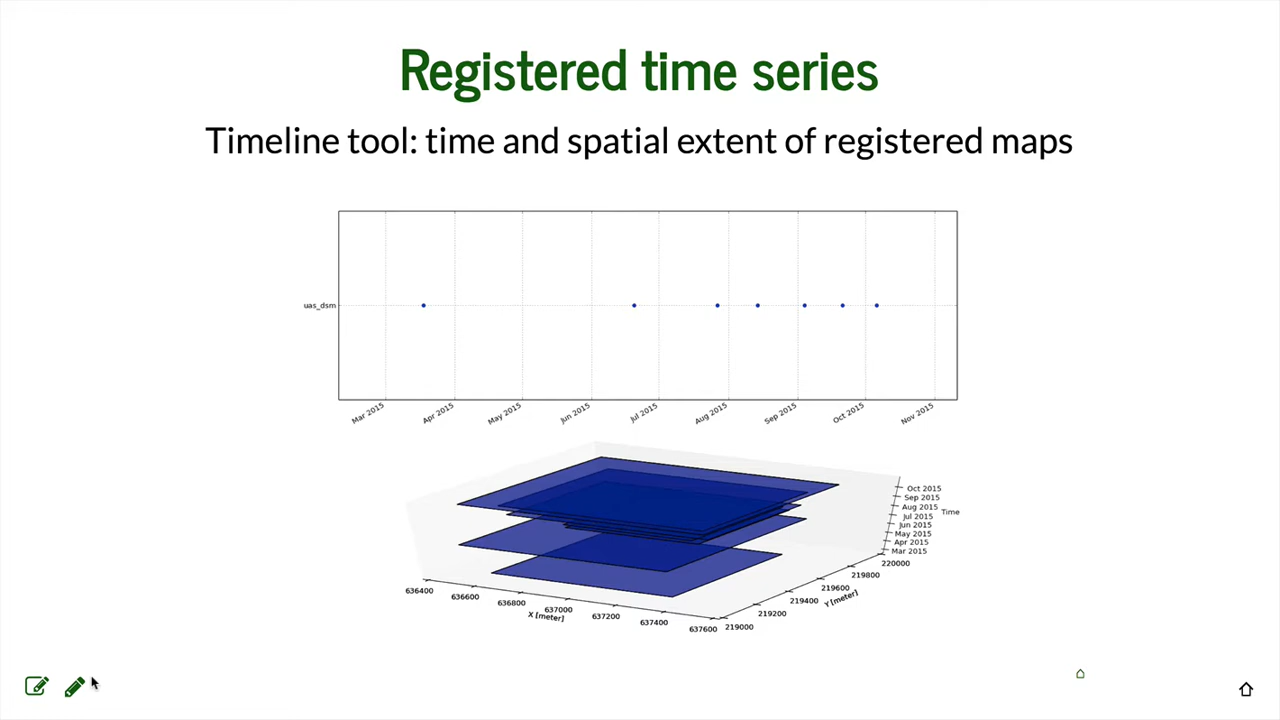 Registered time series
Timeline tool: time and spatial extent of registered maps
uas_dsm
Mar 2015 Apr 2015 May 2015 Jun 2015 Jul 2015 Aug 2015 Sep 2015 Oct 2015 Nov 2015
Oct 2015
Sep 2015
Aug 2015
Time
Jul 2015
Jun 2015
May 2015
Apr 2015
Mar 2015
220000
219800
219600
219400
219200
219000
Y [meter]
636400 636600 636800 637000 637200 637400 637600
X [meter]